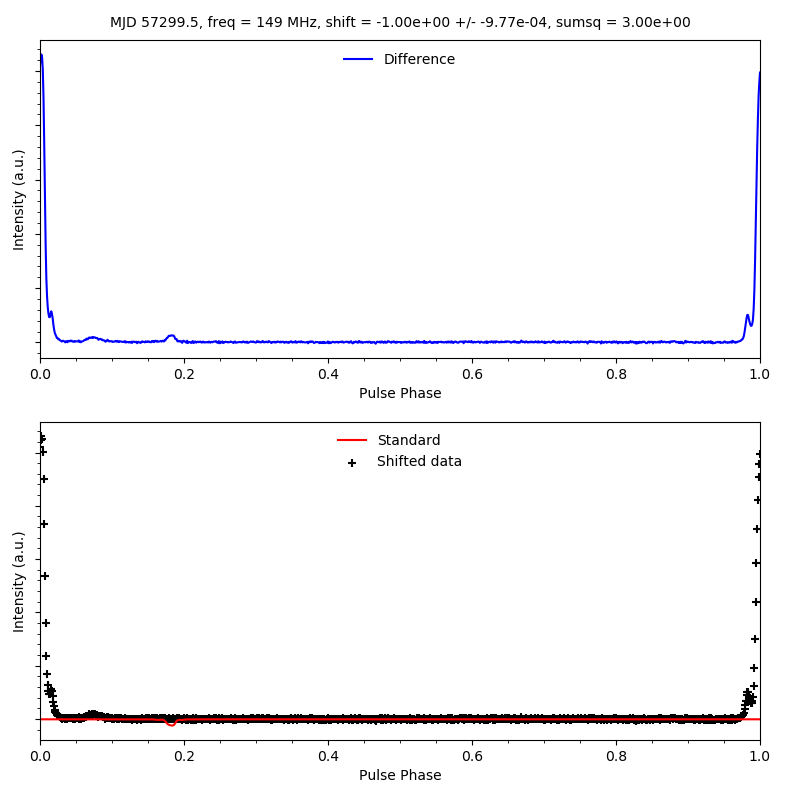 MJD 57299.5, freq = 149 MHz, shift = -1.00e+00 +/- -9.77e-04, sumsq = 3.00e+00
Difference
Intensity (a.u.)
0.0 0.2 0.4 0.6 0.8 1.0
Pulse Phase
Standard
Shifted data
Intensity (a.u.)
0.0 0.2 0.4 0.6 0.8 1.0
Pulse Phase